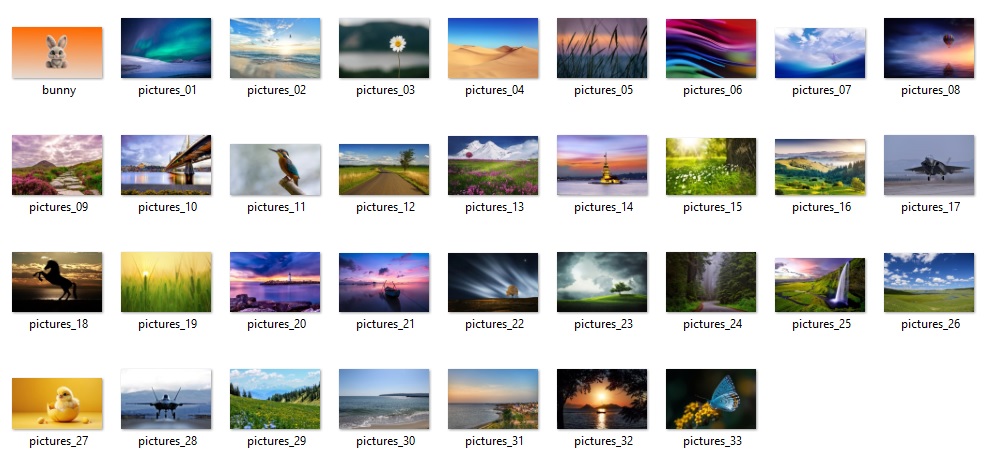 bunny pictures_01 pictures_02 pictures_03 pictures_04 pictures_05 pictures_06 pictures_07 pictures_08
pictures_09 pictures_10 pictures_11 pictures_12 pictures_13 pictures_14 pictures_15 pictures_16 pictures_17
pictures_18 pictures_19 pictures_20 pictures_21 pictures_22 pictures_23 pictures_24 pictures_25 pictures_26
pictures_27 pictures_28 pictures_29 pictures_30 pictures_31 pictures_32 pictures_33